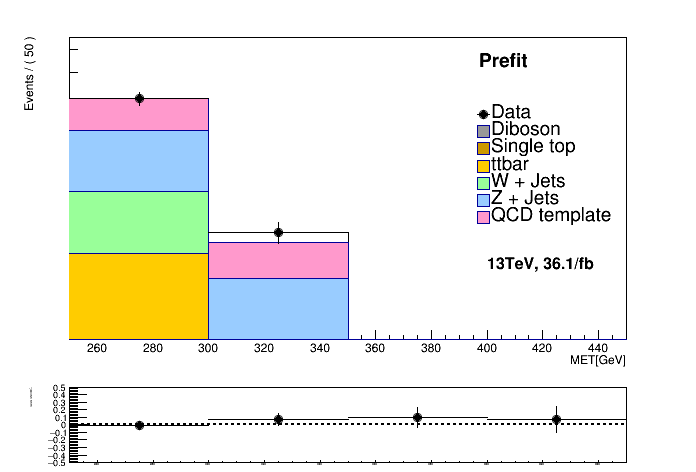 Events / ( 50 )
Prefit
Data
Diboson
Single top
ttbar
W + Jets
Z + Jets
QCD template
13TeV, 36.1/fb
260 280 300 320 340 360 380 400 420 440
MET[GeV]
0.5
0.4
0.3
0.2
0.1
0
−0.1
−0.2
−0.3
−0.4
−0.5